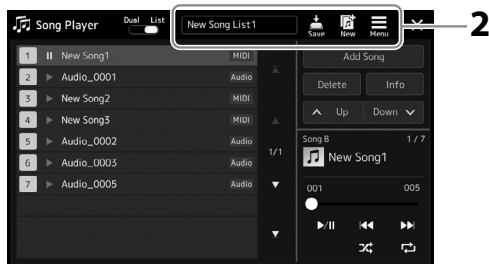 Song Player
Dual List
New Song List1
Save
New
Menu
2
1 New Song1 MIDI
2 Audio_0001 Audio
3 New Song2 MIDI
4 New Song3 MIDI
5 Audio_0002 Audio
6 Audio_0003 Audio
7 Audio_0005 Audio
1/1
Add Song
Delete
Info
Up
Down
Song B 1 / 7
New Song1
001 005